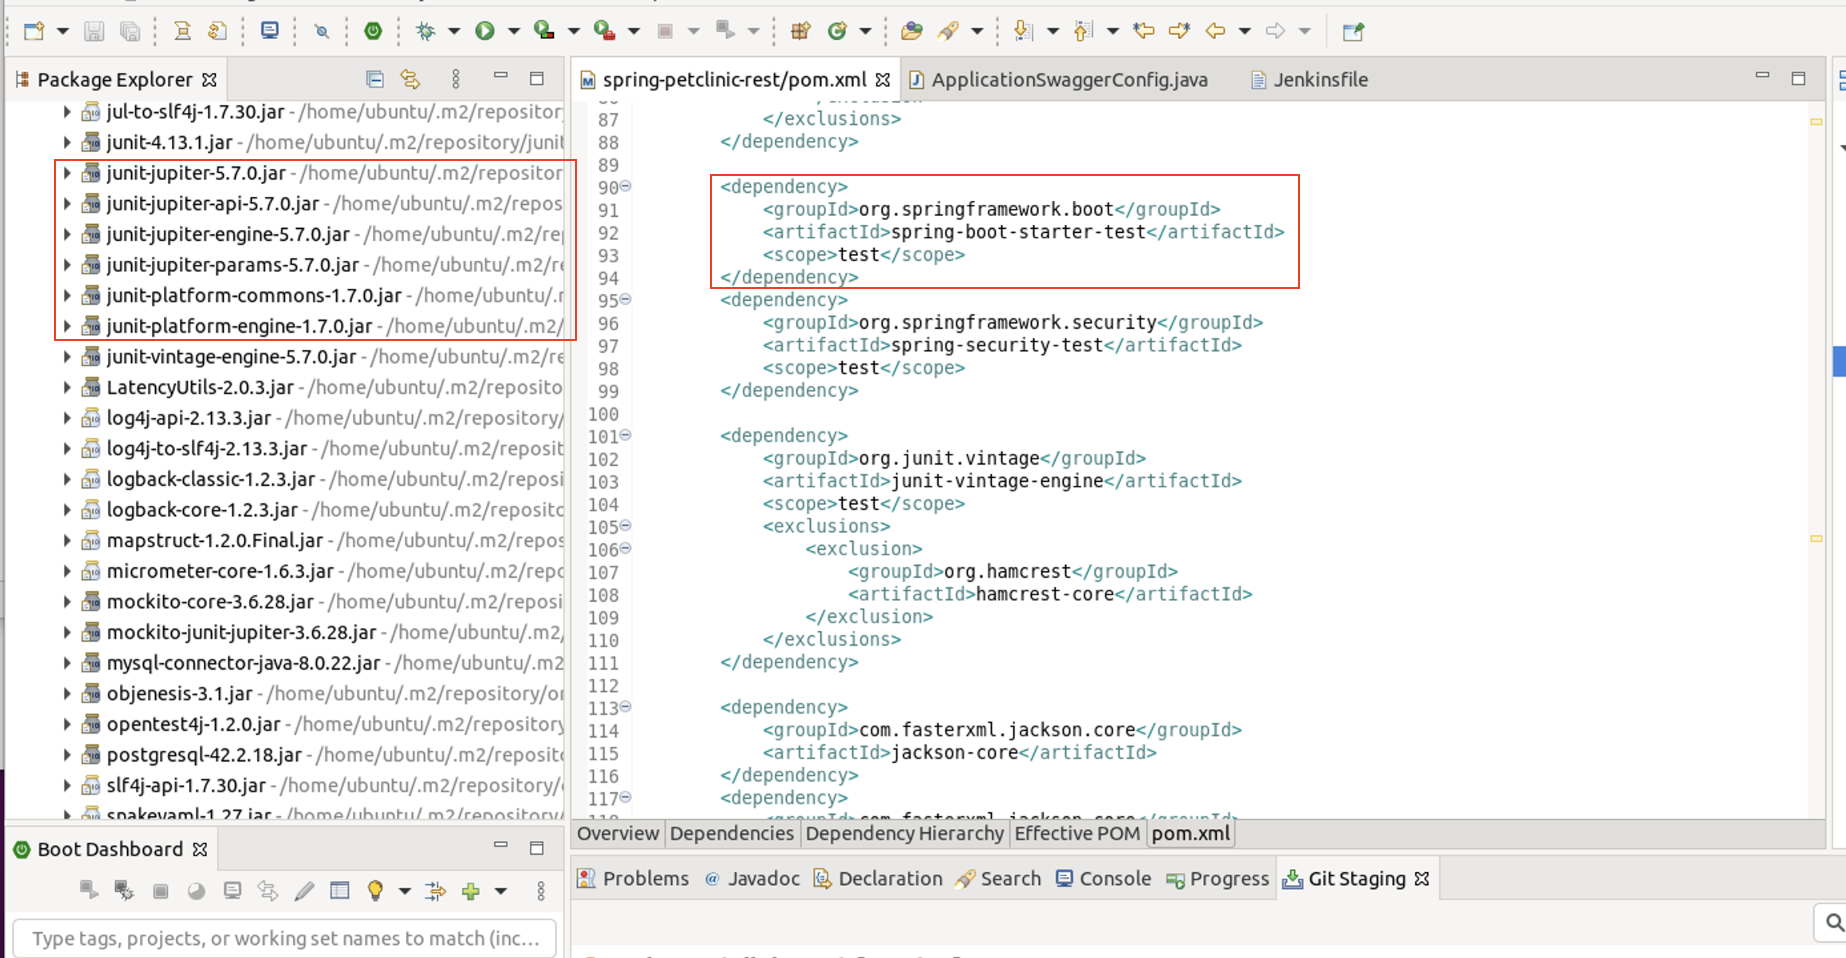 Package Explorer
jul-to-slf4j-1.7.30.jar - /home/ubuntu/.m2/repository
junit-4.13.1.jar - /home/ubuntu/.m2/repository/junit
junit-jupiter-5.7.0.jar - /home/ubuntu/.m2/repositor
junit-jupiter-api-5.7.0.jar - /home/ubuntu/.m2/repos
junit-jupiter-engine-5.7.0.jar - /home/ubuntu/.m2/re
junit-jupiter-params-5.7.0.jar - /home/ubuntu/.m2/re
junit-platform-commons-1.7.0.jar - /home/ubuntu/.r
junit-platform-engine-1.7.0.jar - /home/ubuntu/.m2/
junit-vintage-engine-5.7.0.jar - /home/ubuntu/.m2/re
LatencyUtils-2.0.3.jar - /home/ubuntu/.m2/reposito
log4j-api-2.13.3.jar - /home/ubuntu/.m2/repository/
log4j-to-slf4j-2.13.3.jar - /home/ubuntu/.m2/reposi
logback-classic-1.2.3.jar - /home/ubuntu/.m2/reposi
logback-core-1.2.3.jar - /home/ubuntu/.m2/reposito
mapstruct-1.2.0.Final.jar - /home/ubuntu/.m2/repos
micrometer-core-1.6.3.jar - /home/ubuntu/.m2/repo
mockito-core-3.6.28.jar - /home/ubuntu/.m2/reposi
mockito-junit-jupiter-3.6.28.jar - /home/ubuntu/.m2,
mysql-connector-java-8.0.22.jar - /home/ubuntu/.m2
objenesis-3.1.jar - /home/ubuntu/.m2/repository/or
opentest4j-1.2.0.jar - /home/ubuntu/.m2/repository
postgresql-42.2.18.jar - /home/ubuntu/.m2/reposito
slf4j-api-1.7.30.jar - /home/ubuntu/.m2/repository/
snakeyaml-1.27.jar - /home/ubuntu/.m2/repository/
Boot Dashboard
Type tags, projects, or working set names to match (inc...
spring-petclinic-rest/pom.xml ApplicationSwaggerConfig.java Jenkinsfile
87 </exclusions>
88 </dependency>
89
90 <dependency>
91 <groupId>org.springframework.boot</groupId>
92 <artifactId>spring-boot-starter-test</artifactId>
93 <scope>test</scope>
94 </dependency>
95 <dependency>
96 <groupId>org.springframework.security</groupId>
97 <artifactId>spring-security-test</artifactId>
98 <scope>test</scope>
99 </dependency>
100
101 <dependency>
102 <groupId>org.junit.vintage</groupId>
103 <artifactId>junit-vintage-engine</artifactId>
104 <scope>test</scope>
105 <exclusions>
106 <exclusion>
107 <groupId>org.hamcrest</groupId>
108 <artifactId>hamcrest-core</artifactId>
109 </exclusion>
110 </exclusions>
111 </dependency>
112
113 <dependency>
114 <groupId>com.fasterxml.jackson.core</groupId>
115 <artifactId>jackson-core</artifactId>
116 </dependency>
117 <dependency>
118 <groupId>com.fasterxml.jackson.core</groupId>
Overview Dependencies Dependency Hierarchy Effective POM pom.xml
Problems Javadoc Declaration Search Console Progress Git Staging